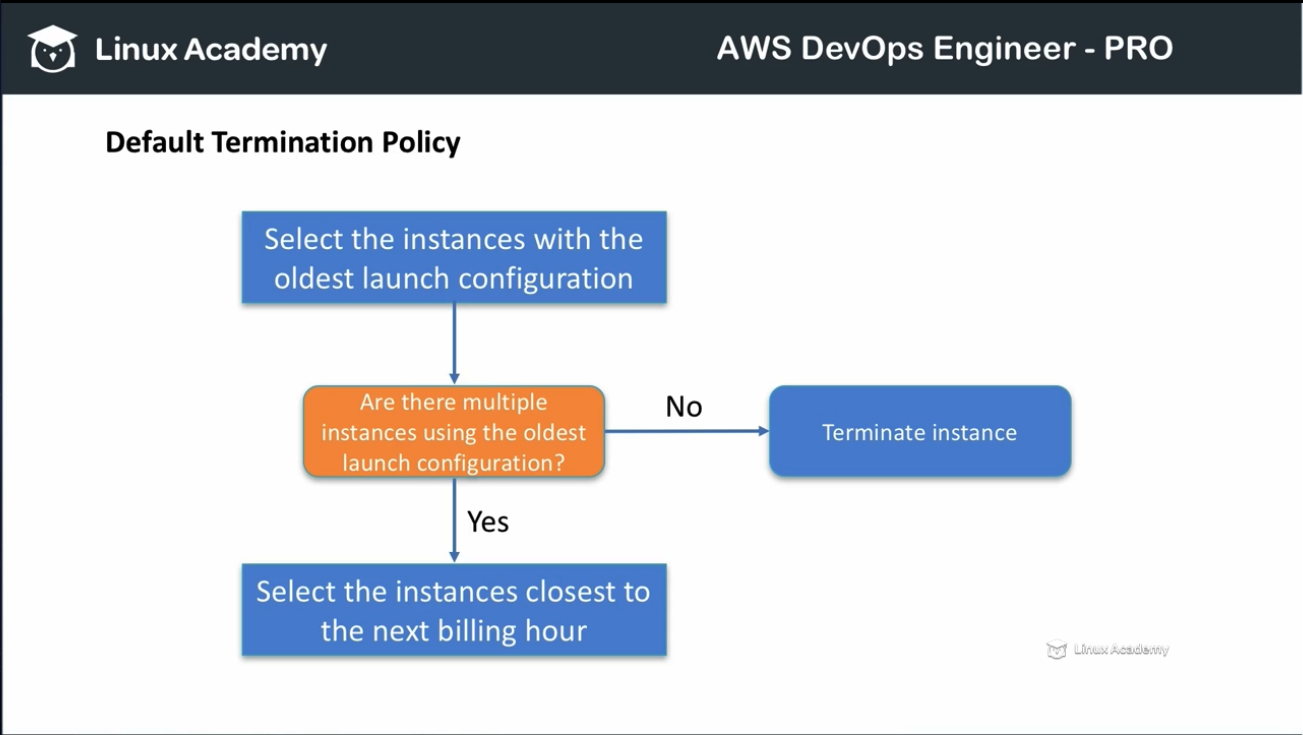 Linux Academy
AWS DevOps Engineer - PRO
Default Termination Policy
Select the instances with the
oldest launch configuration
Are there multiple
instances using the oldest
launch configuration?
No
Terminate instance
Yes
Select the instances closest to
the next billing hour
Linux Academy